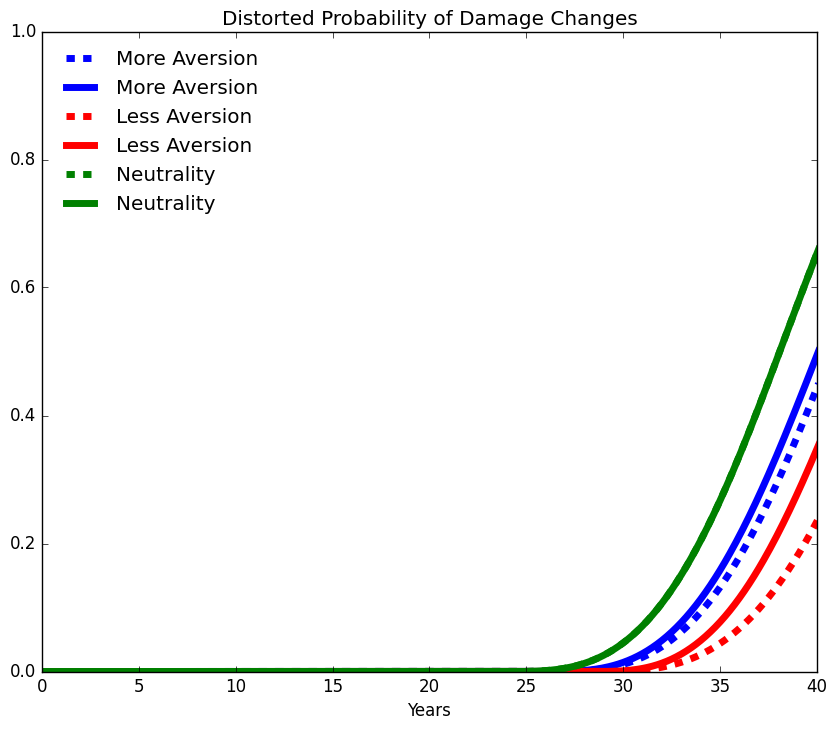 Distorted Probability of Damage Changes
1.0
0.8
0.6
0.4
0.2
0.0
More Aversion
More Aversion
Less Aversion
Less Aversion
Neutrality
Neutrality
0 5 10 15 20 25 30 35 40
Years